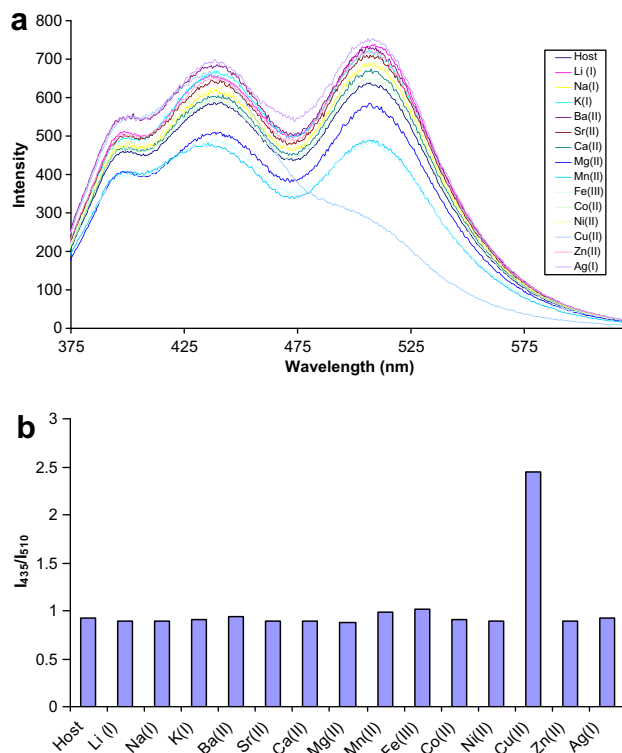 a
800
700
600
500
400
300
200
100
0
Intensity
375
425
475
525
575
Wavelength (nm)
Host
Li (I)
Na(I)
K(I)
Ba(II)
Sr(II)
Ca(II)
Mg(II)
Mn(II)
Fe(III)
Co(II)
Ni(II)
Cu(II)
Zn(II)
Ag(I)
b
3
2.5
2
1.5
1
0.5
0
I435/I510
Host
Li (I)
Na(I)
K(I)
Ba(II)
Sr(II)
Ca(II)
Mg(II)
Mn(II)
Fe(III)
Co(II)
Ni(II)
Cu(II)
Zn(II)
Ag(I)